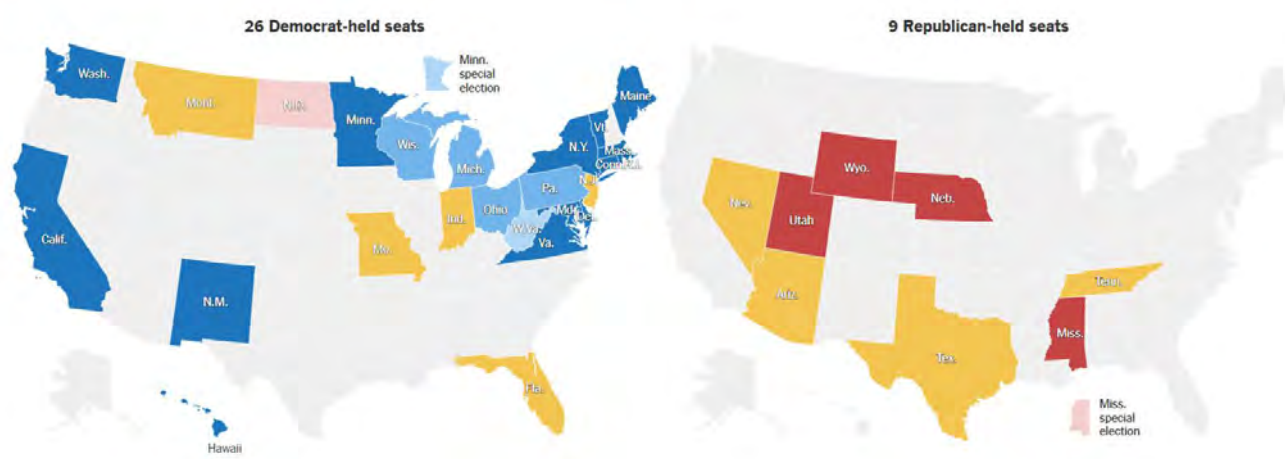 26 Democrat-held seats
Wash.
Mont.
N.D.
Minn.
Minn.
special
election
Wis.
Mich.
Maine
Vt.
N.Y.
Mass.
Conn.
R.I.
N.J.
Pa.
Ohio
Ind.
Md.
Del.
W.Va.
Va.
Mo.
Calif.
N.M.
Fla.
Hawaii
9 Republican-held seats
Wyo.
Neb.
Nev.
Utah
Ariz.
Tex.
Tenn.
Miss.
Miss.
special
election